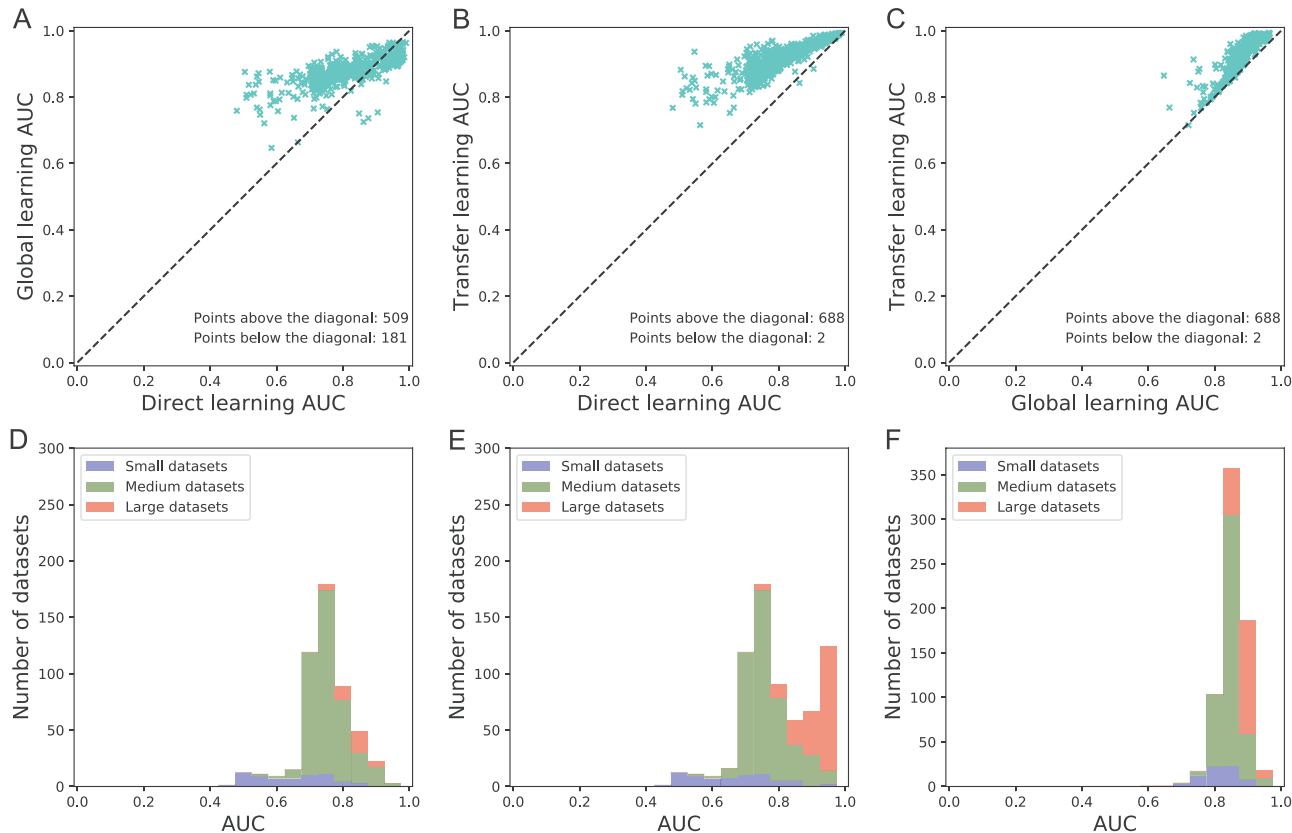 A
1.0
0.8
0.6
0.4
0.2
0.0
Global learning AUC
Points above the diagonal: 509
Points below the diagonal: 181
0.0 0.2 0.4 0.6 0.8 1.0
Direct learning AUC
B
1.0
0.8
0.6
0.4
0.2
0.0
Transfer learning AUC
Points above the diagonal: 688
Points below the diagonal: 2
0.0 0.2 0.4 0.6 0.8 1.0
Direct learning AUC
C
1.0
0.8
0.6
0.4
0.2
0.0
Transfer learning AUC
Points above the diagonal: 688
Points below the diagonal: 2
0.0 0.2 0.4 0.6 0.8 1.0
Global learning AUC
D
300
250
200
150
100
50
0
Number of datasets
Small datasets
Medium datasets
Large datasets
0.0 0.2 0.4 0.6 0.8 1.0
AUC
E
300
250
200
150
100
50
0
Number of datasets
Small datasets
Medium datasets
Large datasets
0.0 0.2 0.4 0.6 0.8 1.0
AUC
F
350
300
250
200
150
100
50
0
Number of datasets
Small datasets
Medium datasets
Large datasets
0.0 0.2 0.4 0.6 0.8 1.0
AUC